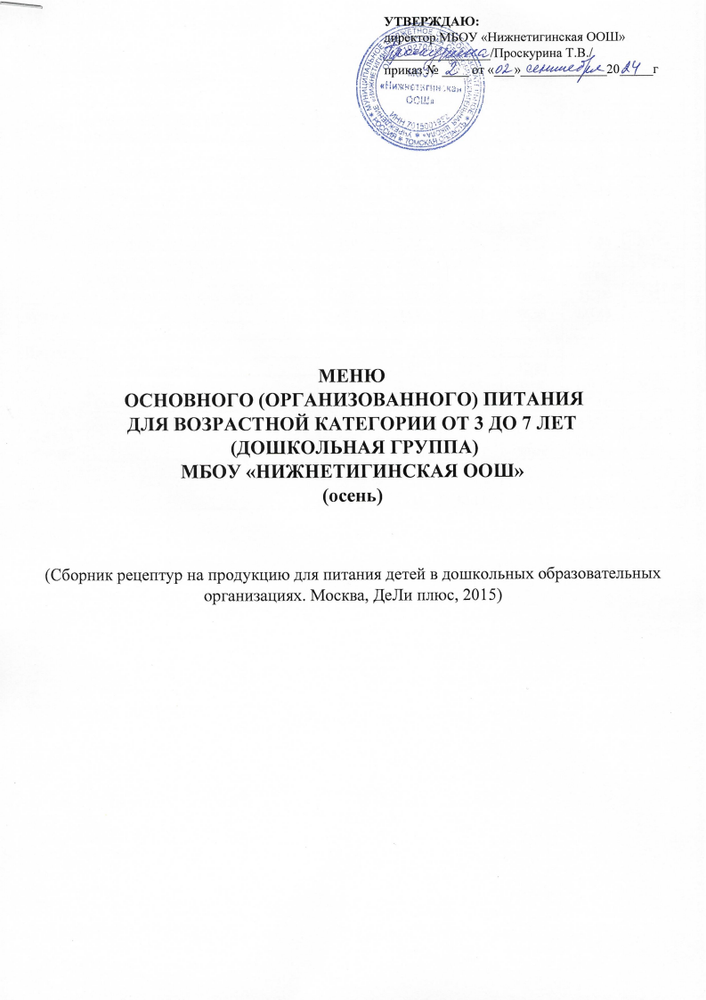 УТВЕРЖДАЮ:
директор МБОУ «Нижнетигинская ООШ»
Проскурина /Проскурина Т.В./
приказ № 2 от «02» сентября 2024 г
«Нижнетигинская
ООШ»
МЕНЮ
ОСНОВНОГО (ОРГАНИЗОВАННОГО) ПИТАНИЯ
ДЛЯ ВОЗРАСТНОЙ КАТЕГОРИИ ОТ 3 ДО 7 ЛЕТ
(ДОШКОЛЬНАЯ ГРУППА)
МБОУ «НИЖНЕТИГИНСКАЯ ООШ»
(осень)
(Сборник рецептур на продукцию для питания детей в дошкольных образовательных
организациях. Москва, ДеЛи плюс, 2015)